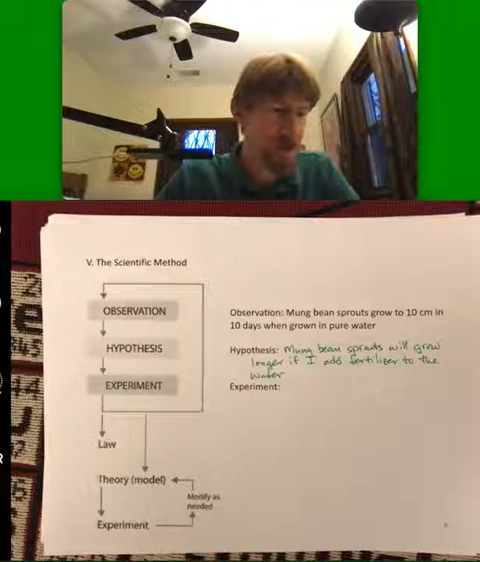 V. The Scientific Method
OBSERVATION
HYPOTHESIS
EXPERIMENT
Law
Theory (model)
Modify as
needed
Experiment
Observation: Mung bean sprouts grow to 10 cm in
10 days when grown in pure water
Hypothesis: Mung bean sprouts will grow
longer if I add fertilizer to the
water
Experiment: